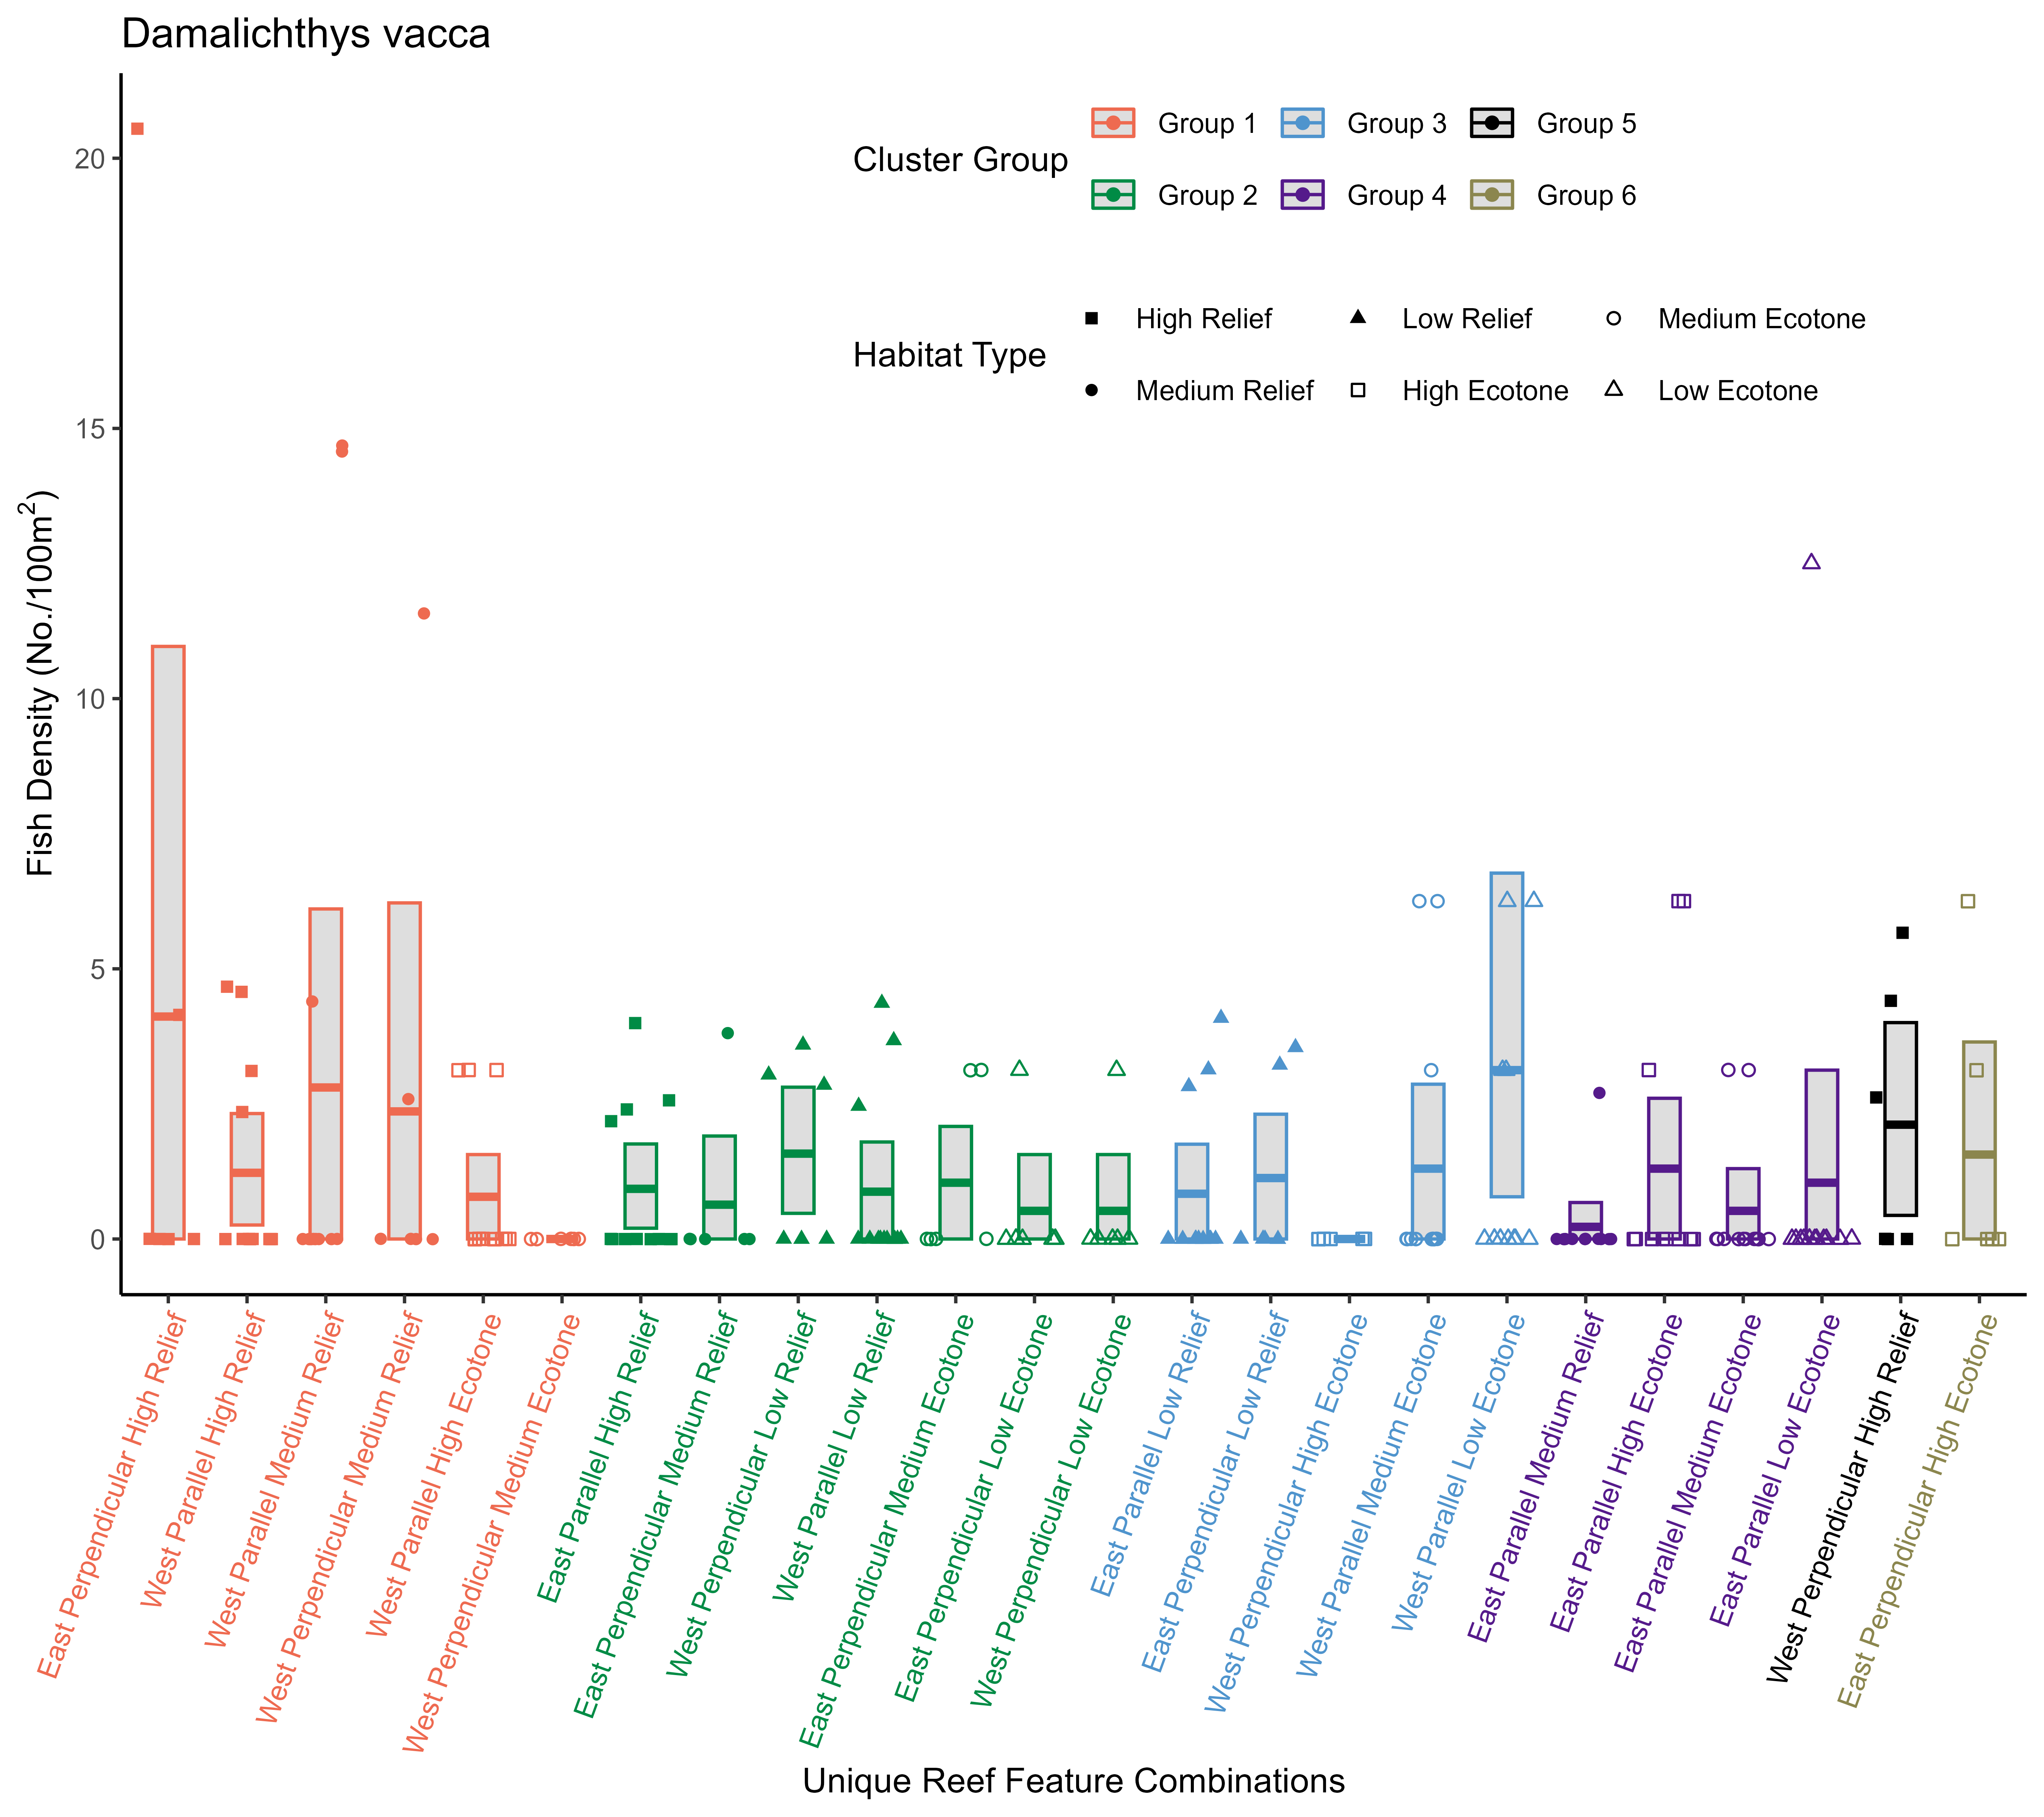 Damalichthys vacca
Cluster Group
Group 1
Group 3
Group 5
Group 2
Group 4
Group 6
Habitat Type
High Relief
Low Relief
Medium Ecotone
Medium Relief
High Ecotone
Low Ecotone
Fish Density (No./100m²)
20
15
10
5
0
East Perpendicular High Relief
West Parallel High Relief
West Parallel Medium Relief
West Perpendicular Medium Relief
West Parallel High Ecotone
West Perpendicular Medium Ecotone
East Parallel High Relief
East Perpendicular Medium Relief
West Perpendicular Low Relief
West Parallel Low Relief
East Perpendicular Medium Ecotone
East Perpendicular Low Ecotone
West Perpendicular Low Ecotone
East Parallel Low Relief
East Perpendicular Low Relief
West Perpendicular High Ecotone
West Parallel Medium Ecotone
West Parallel Low Ecotone
East Parallel Medium Relief
East Parallel High Ecotone
East Parallel Medium Ecotone
East Parallel Low Ecotone
West Perpendicular High Relief
East Perpendicular High Ecotone
Unique Reef Feature Combinations